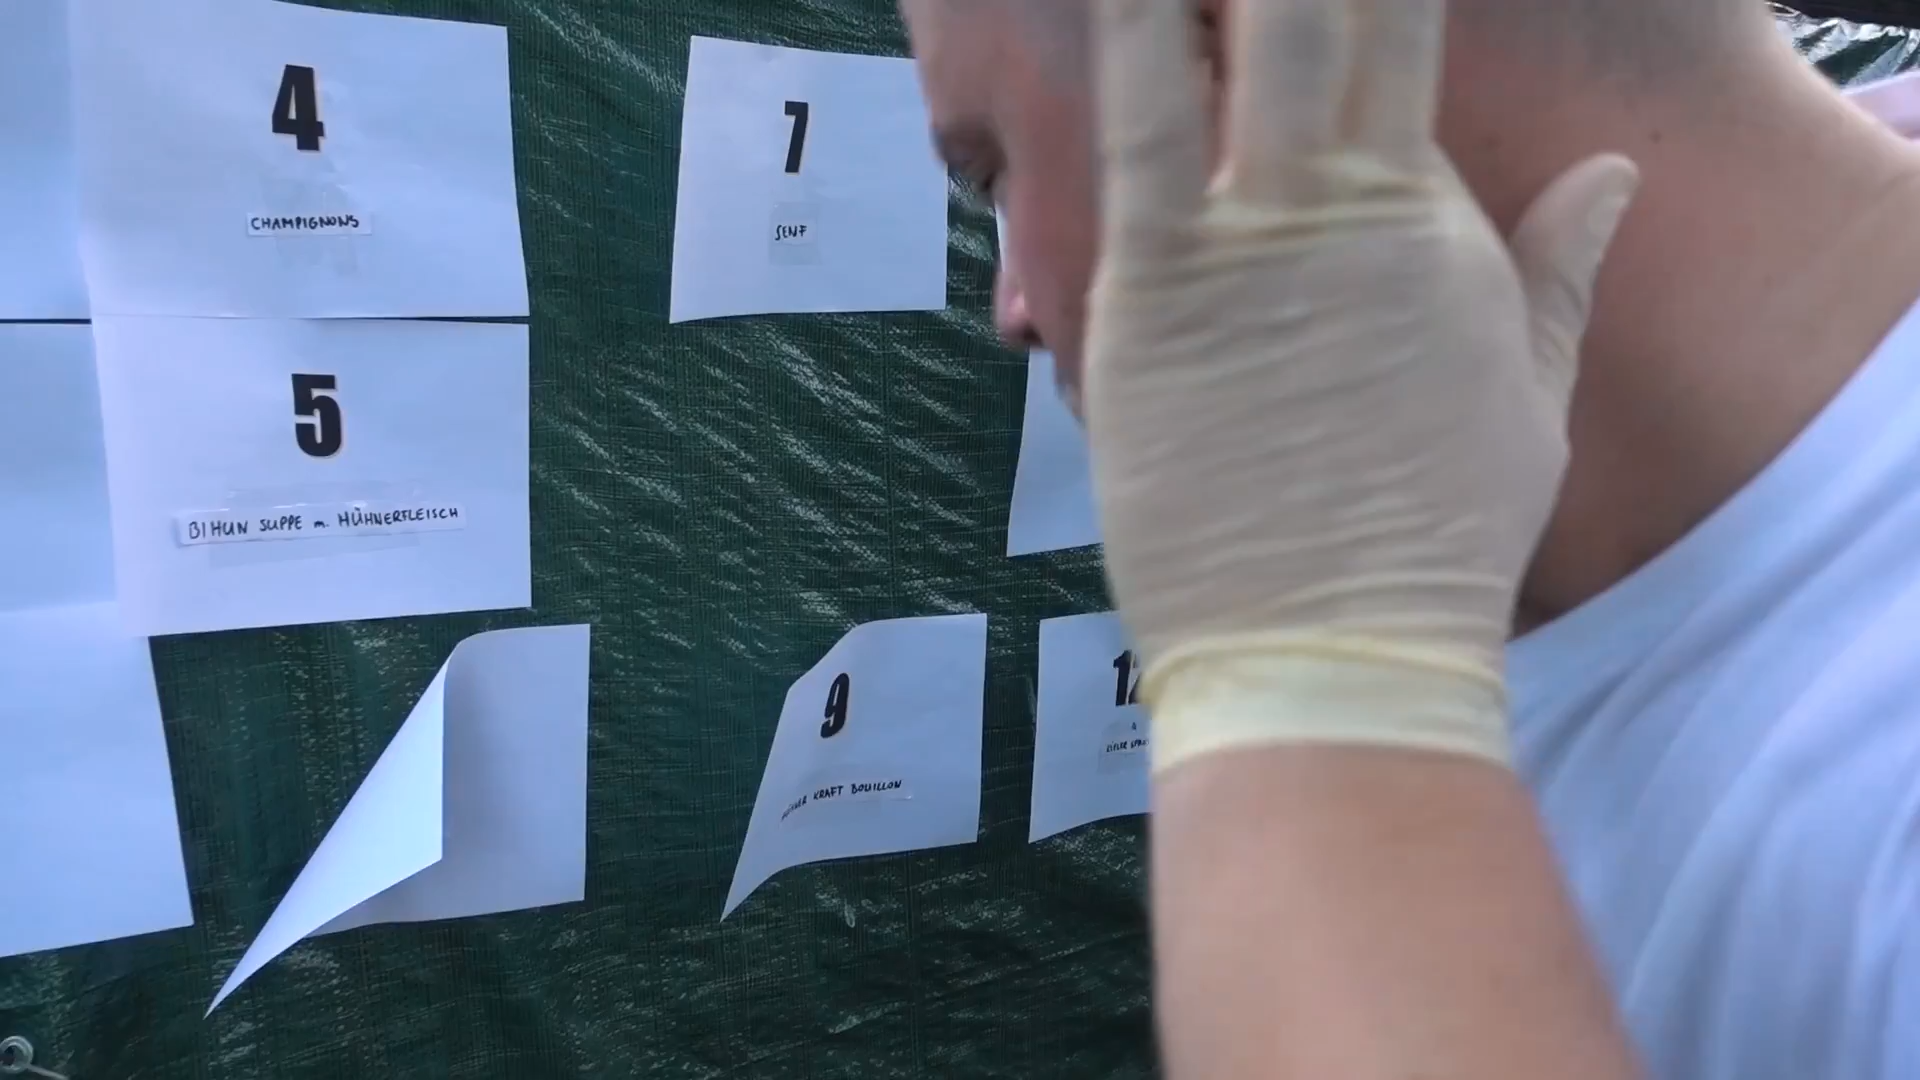 4
CHAMPIGNONS
5
BIHUN SUPPE m. HÜHNERFLEISCH
7
SENF
9
KRAFT BOUILLON